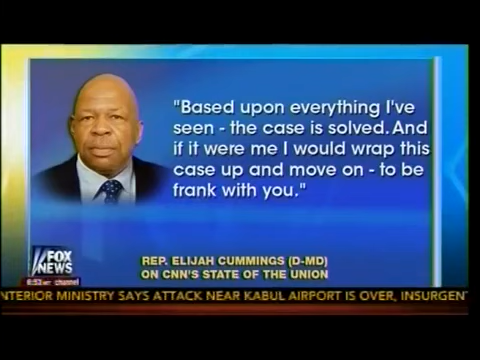 "Based upon everything I've
seen - the case is solved. And
if it were me I would wrap this
case up and move on - to be
frank with you."
REP. ELIJAH CUMMINGS (D-MD)
ON CNN'S STATE OF THE UNION
FOX
NEWS
channel
NTERIOR MINISTRY SAYS ATTACK NEAR KABUL AIRPORT IS OVER, INSURGENT